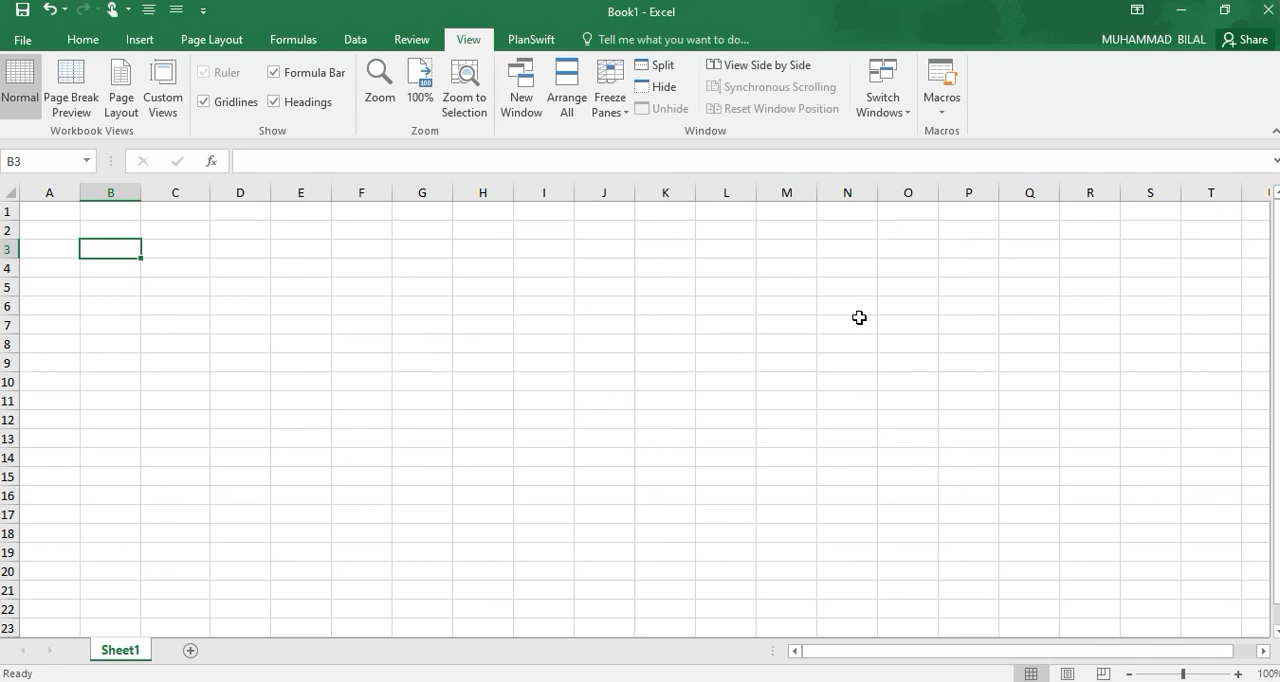 Book1 - Excel
File Home Insert Page Layout Formulas Data Review View PlanSwift Tell me what you want to do... MUHAMMAD BILAL Share
Normal Page Break Preview Page Layout Custom Views
Workbook Views
Ruler Formula Bar
Gridlines Headings
Show
Zoom 100% Zoom to Selection
Zoom
New Window Arrange All Freeze Panes
Split View Side by Side
Hide Synchronous Scrolling
Unhide Reset Window Position
Switch Windows
Window
Macros
Macros
B3 fx
A B C D E F G H I J K L M N O P Q R S T
1
2
3
4
5
6
7
8
9
10
11
12
13
14
15
16
17
18
19
20
21
22
23
Sheet1
Ready 100%